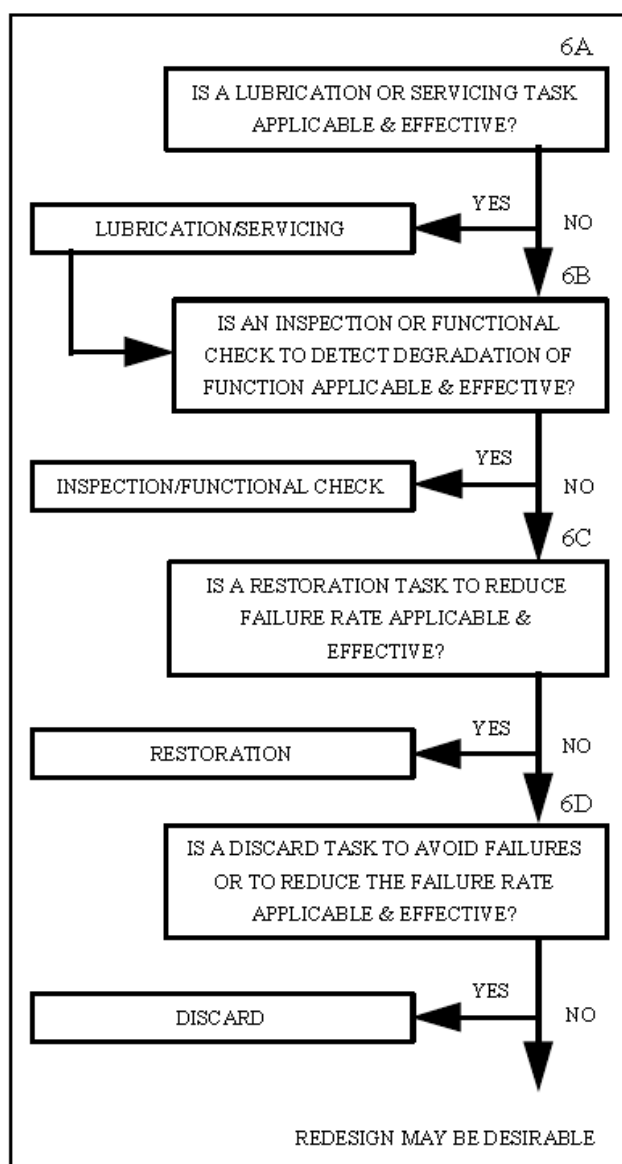 6A
IS A LUBRICATION OR SERVICING TASK
APPLICABLE & EFFECTIVE?
YES
NO
LUBRICATION/SERVICING
6B
IS AN INSPECTION OR FUNCTIONAL
CHECK TO DETECT DEGRADATION OF
FUNCTION APPLICABLE & EFFECTIVE?
YES
NO
INSPECTION/FUNCTIONAL CHECK
6C
IS A RESTORATION TASK TO REDUCE
FAILURE RATE APPLICABLE &
EFFECTIVE?
YES
NO
RESTORATION
6D
IS A DISCARD TASK TO AVOID FAILURES
OR TO REDUCE THE FAILURE RATE
APPLICABLE & EFFECTIVE?
YES
NO
DISCARD
REDESIGN MAY BE DESIRABLE